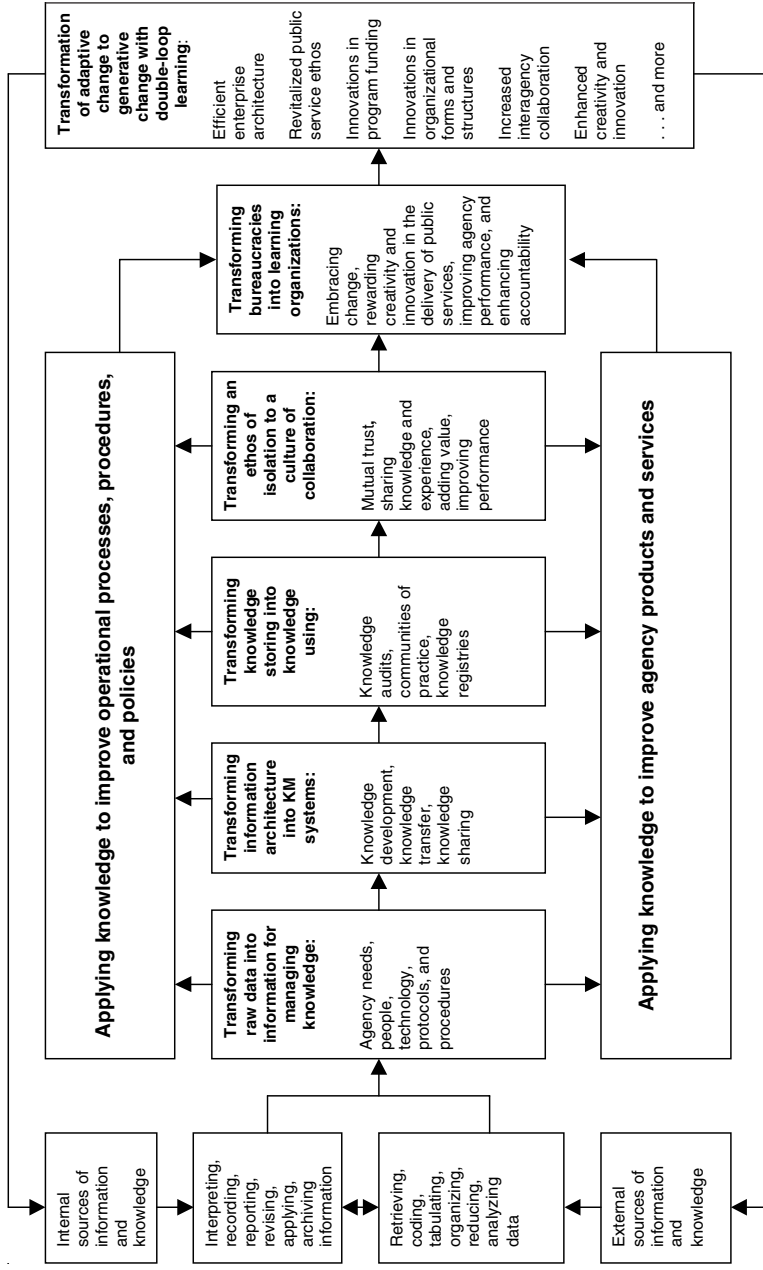 Internal
sources of
information
and
knowledge
Interpreting,
recording,
reporting,
revising,
applying,
archiving
information
Retrieving,
coding,
tabulating,
organizing,
reducing,
analyzing
data
External
sources of
information
and
knowledge
Applying knowledge to improve operational processes, procedures,
and policies
Transforming
raw data into
information for
managing
knowledge:
Agency needs,
people,
technology,
protocols, and
procedures
Transforming
information
architecture
into KM
systems:
Knowledge
development,
knowledge
transfer,
knowledge
sharing
Transforming
knowledge
storing into
knowledge
using:
Knowledge
audits,
communities of
practice,
knowledge
registries
Transforming an
ethos of
isolation to a
culture of
collaboration:
Mutual trust,
sharing
knowledge and
experience,
adding value,
improving
performance
Applying knowledge to improve agency products and services
Transforming
bureaucracies
into learning
organizations:
Embracing
change,
rewarding
creativity and
innovation in the
delivery of public
services,
improving agency
performance, and
enhancing
accountability
Transformation
of adaptive
change to
generative
change with
double-loop
learning:
Efficient
enterprise
architecture
Revitalized public
service ethos
Innovations in
program funding
Innovations in
organizational
forms and
structures
Increased
interagency
collaboration
Enhanced
creativity and
innovation
. . . and more